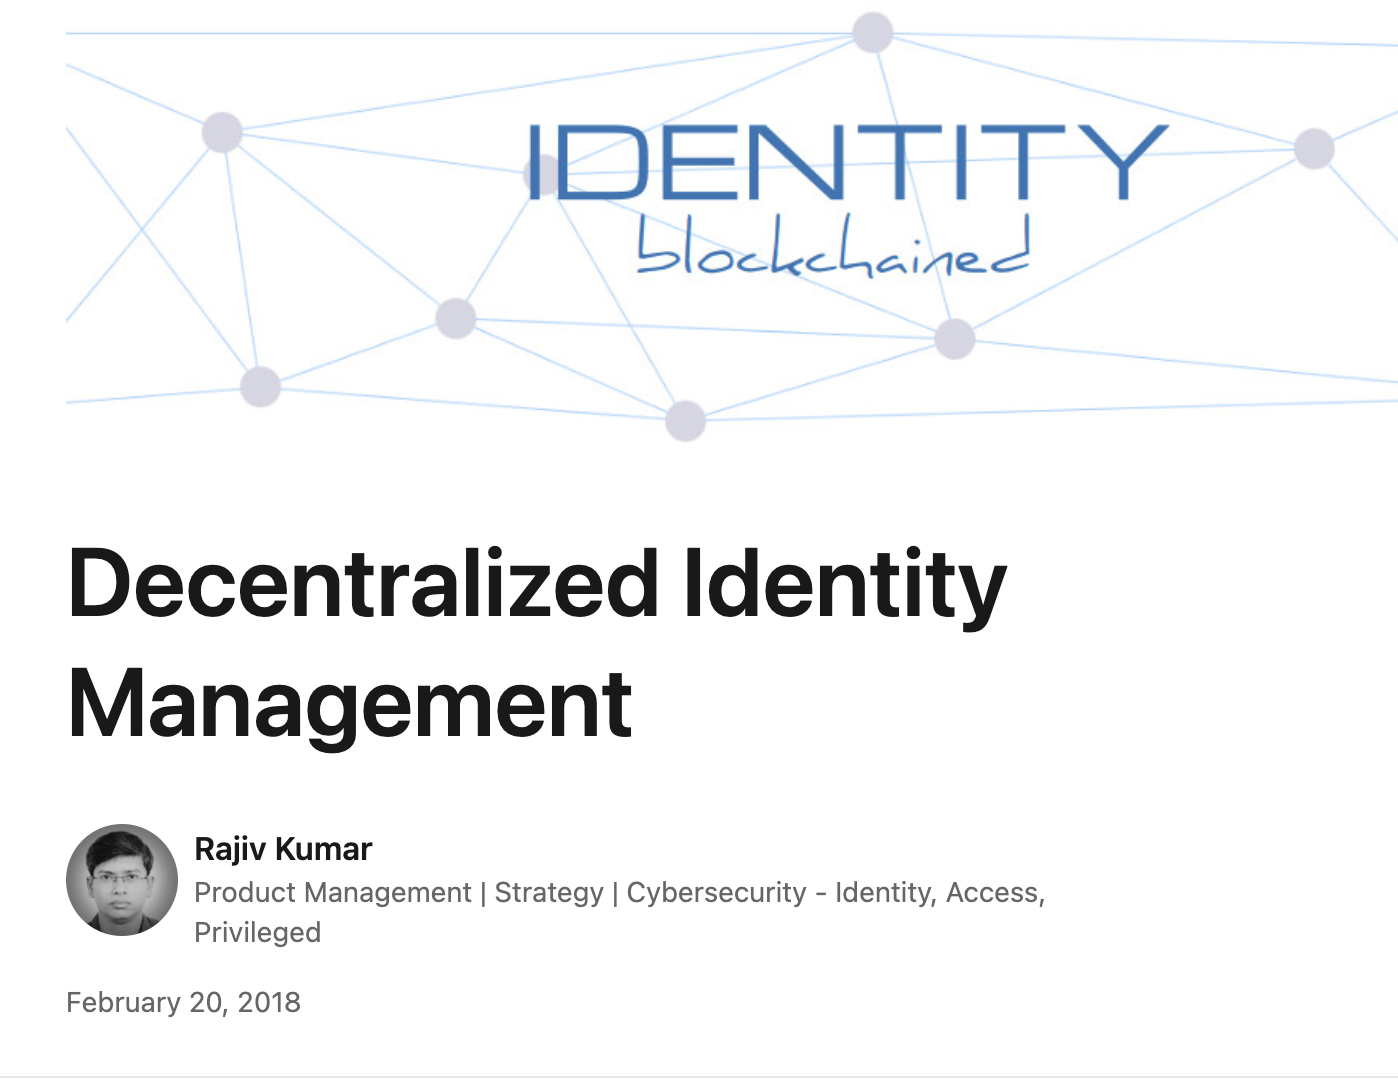 IDENTITY
blockchained
Decentralized Identity
Management
Rajiv Kumar
Product Management | Strategy | Cybersecurity - Identity, Access,
Privileged
February 20, 2018